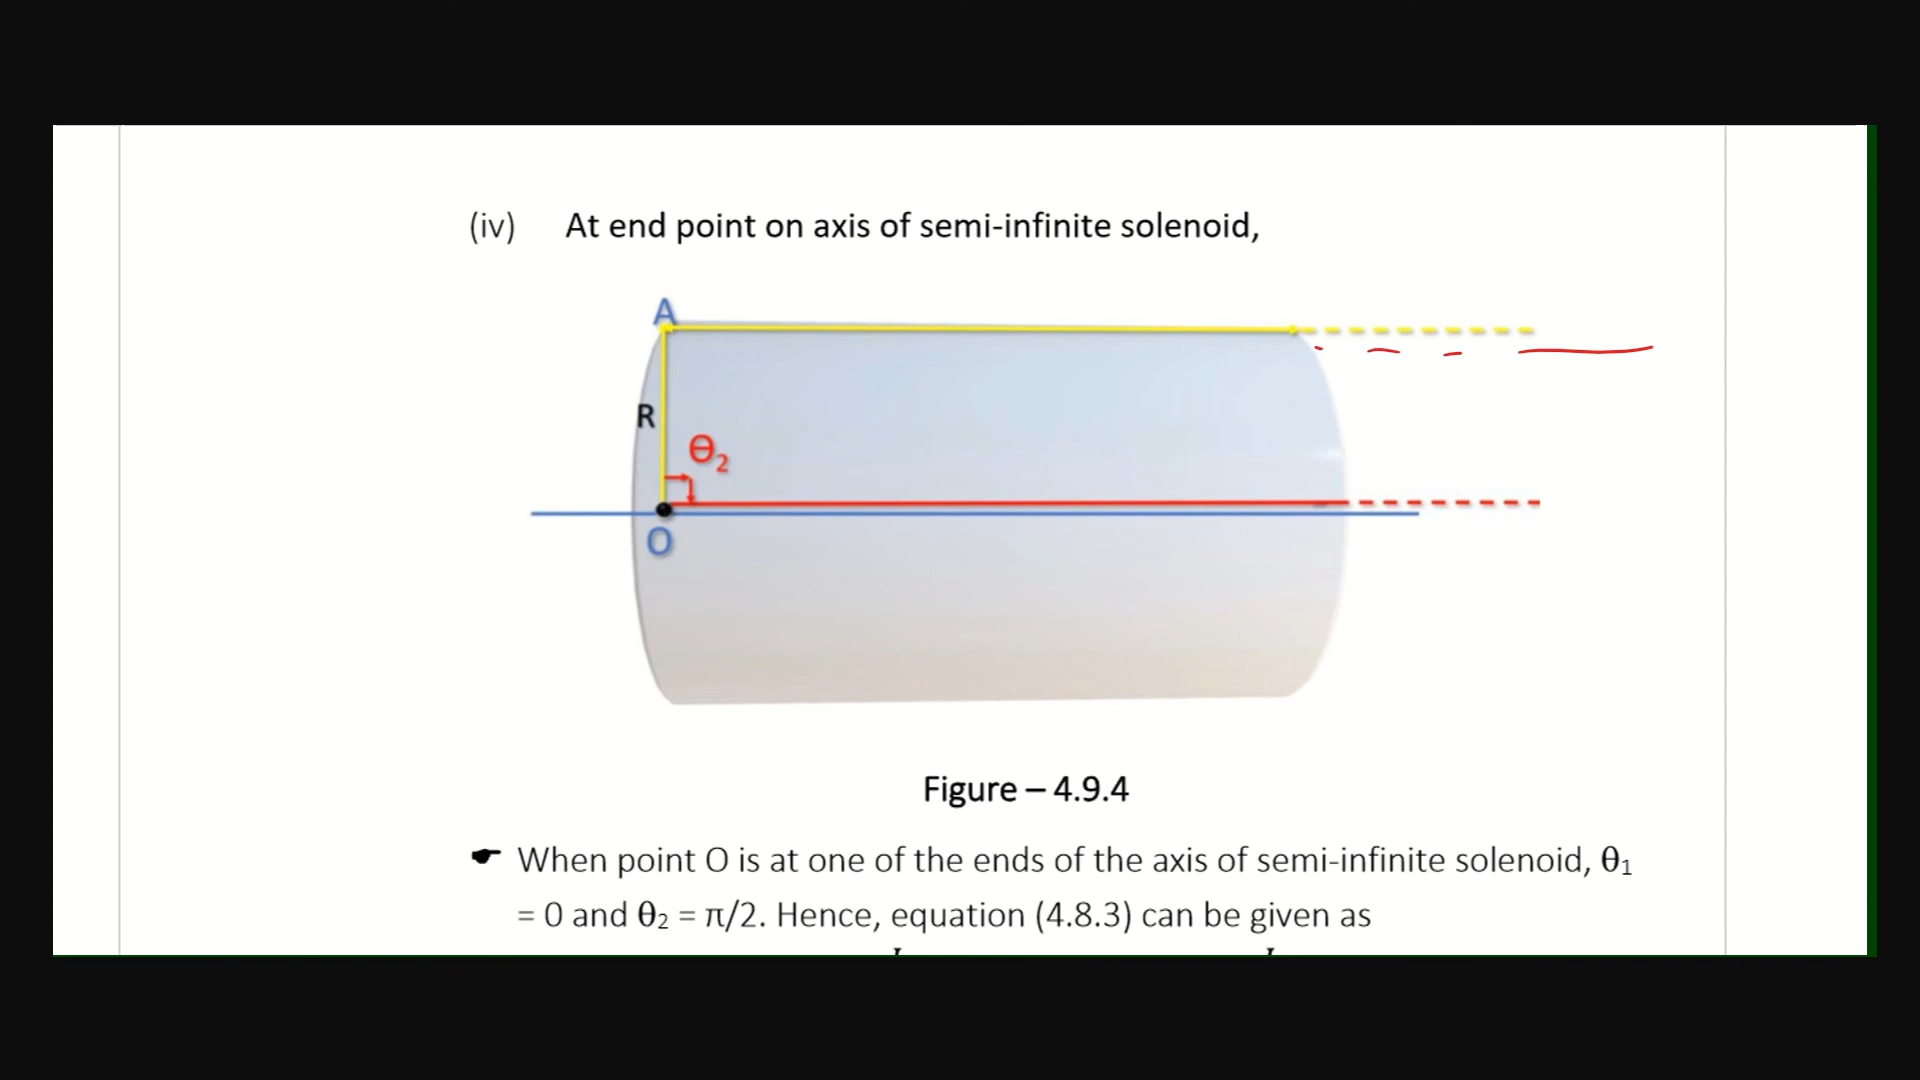 (iv) At end point on axis of semi-infinite solenoid,
A
R
Ө₂
O
Figure – 4.9.4
☛ When point O is at one of the ends of the axis of semi-infinite solenoid, θ₁
= 0 and θ₂ = π/2. Hence, equation (4.8.3) can be given as